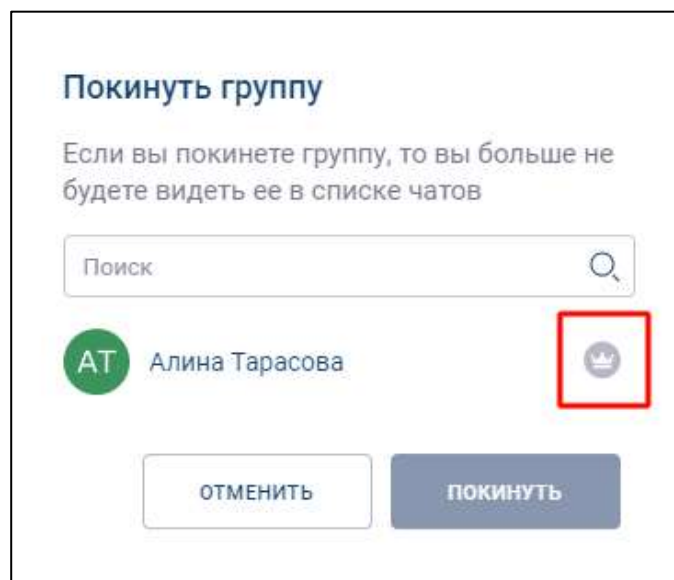 Покинуть группу
Если вы покинете группу, то вы больше не
будете видеть ее в списке чатов
Поиск
АТ Алина Тарасова
ОТМЕНИТЬ ПОКИНУТЬ